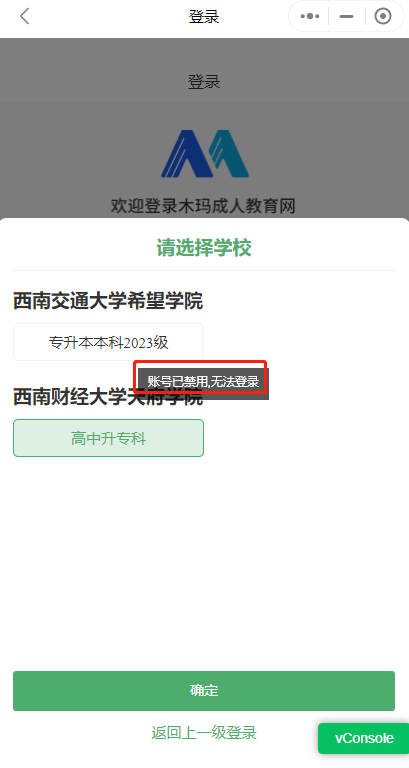 登录
登录
欢迎登录木玛成人教育网
请选择学校
西南交通大学希望学院
专升本本科2023级
账号已禁用,无法登录
西南财经大学天府学院
高中升专科
确定
返回上一级登录
vConsole